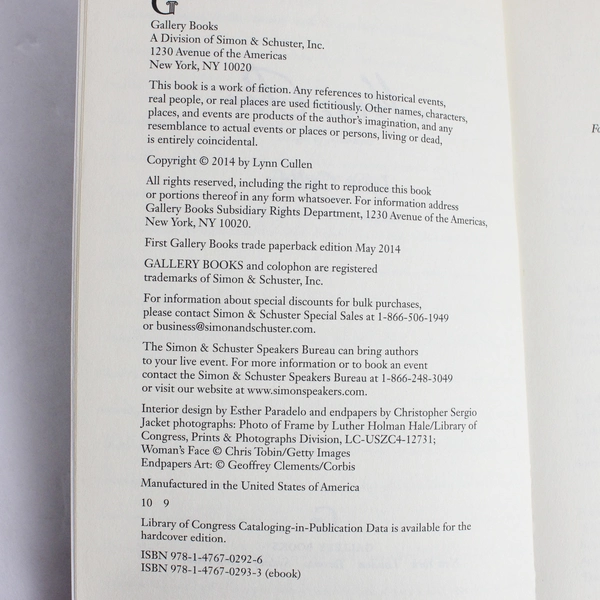 G
Gallery Books
A Division of Simon & Schuster, Inc.
1230 Avenue of the Americas
New York, NY 10020
This book is a work of fiction. Any references to historical events,
real people, or real places are used fictitiously. Other names, characters,
places, and events are products of the author's imagination, and any
resemblance to actual events or places or persons, living or dead,
is entirely coincidental.
Copyright © 2014 by Lynn Cullen
All rights reserved, including the right to reproduce this book
or portions thereof in any form whatsoever. For information address
Gallery Books Subsidiary Rights Department, 1230 Avenue of the Americas,
New York, NY 10020.
First Gallery Books trade paperback edition May 2014
GALLERY BOOKS and colophon are registered
trademarks of Simon & Schuster, Inc.
For information about special discounts for bulk purchases,
please contact Simon & Schuster Special Sales at 1-866-506-1949
or business@simonandschuster.com.
The Simon & Schuster Speakers Bureau can bring authors
to your live event. For more information or to book an event
contact the Simon & Schuster Speakers Bureau at 1-866-248-3049
or visit our website at www.simonspeakers.com.
Interior design by Esther Paradelo and endpapers by Christopher Sergio
Jacket photographs: Photo of Frame by Luther Holman Hale/Library of
Congress, Prints & Photographs Division, LC-USZC4-12731;
Woman's Face © Chris Tobin/Getty Images
Endpapers Art: © Geoffrey Clements/Corbis
Manufactured in the United States of America
10 9
Library of Congress Cataloging-in-Publication Data is available for the
hardcover edition.
ISBN 978-1-4767-0292-6
ISBN 978-1-4767-0293-3 (ebook)